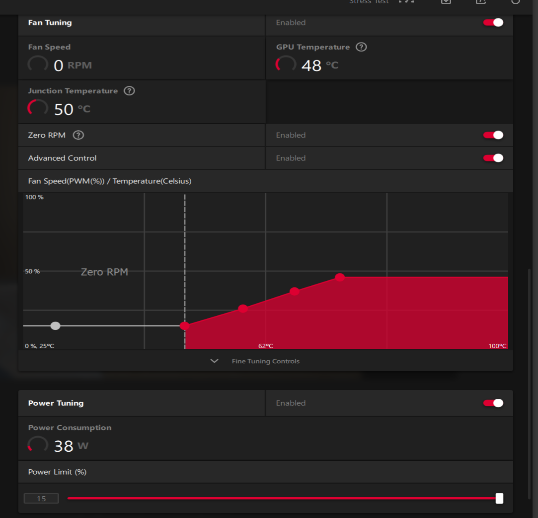 Stress Test
Fan Tuning Enabled
Fan Speed GPU Temperature ?
0 RPM 48 °C
Junction Temperature ?
50 °C
Zero RPM ? Enabled
Advanced Control Enabled
Fan Speed(PWM(%)) / Temperature(Celsius)
100 %
50 % Zero RPM
0 %, 25°C 62°C 100°C
Fine Tuning Controls
Power Tuning Enabled
Power Consumption
38 W
Power Limit (%)
15